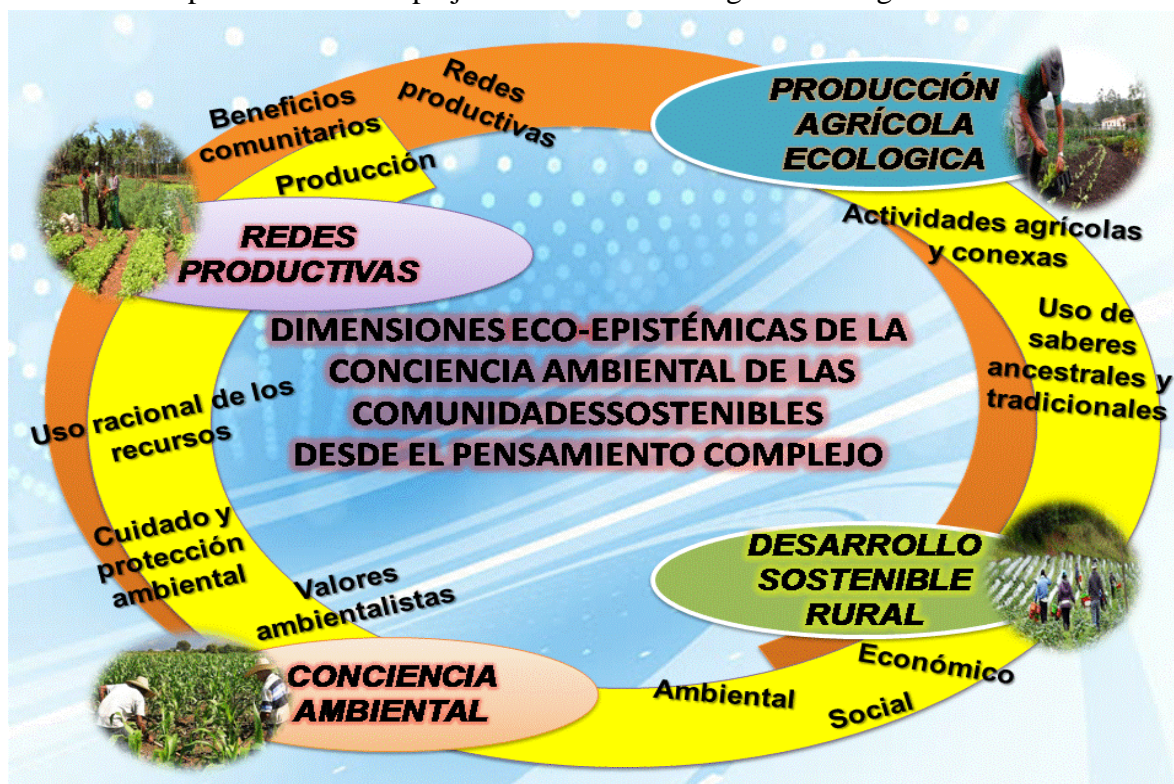 Redes
productivas
Beneficios
comunitarios
Producción
REDES
PRODUCTIVAS
PRODUCCIÓN
AGRÍCOLA
ECOLOGICA
Actividades agrícolas
y conexas
Uso de
saberes
ancestrales y
tradicionales
DIMENSIONES ECO-EPISTÉMICAS DE LA
CONCIENCIA AMBIENTAL DE LAS
COMUNIDADESSOSTENIBLES
DESDE EL PENSAMIENTO COMPLEJO
Uso racional de los
recursos
Cuidado y
protección
ambiental
Valores
ambientalistas
CONCIENCIA
AMBIENTAL
DESARROLLO
SOSTENIBLE
RURAL
Económico
Social
Ambiental